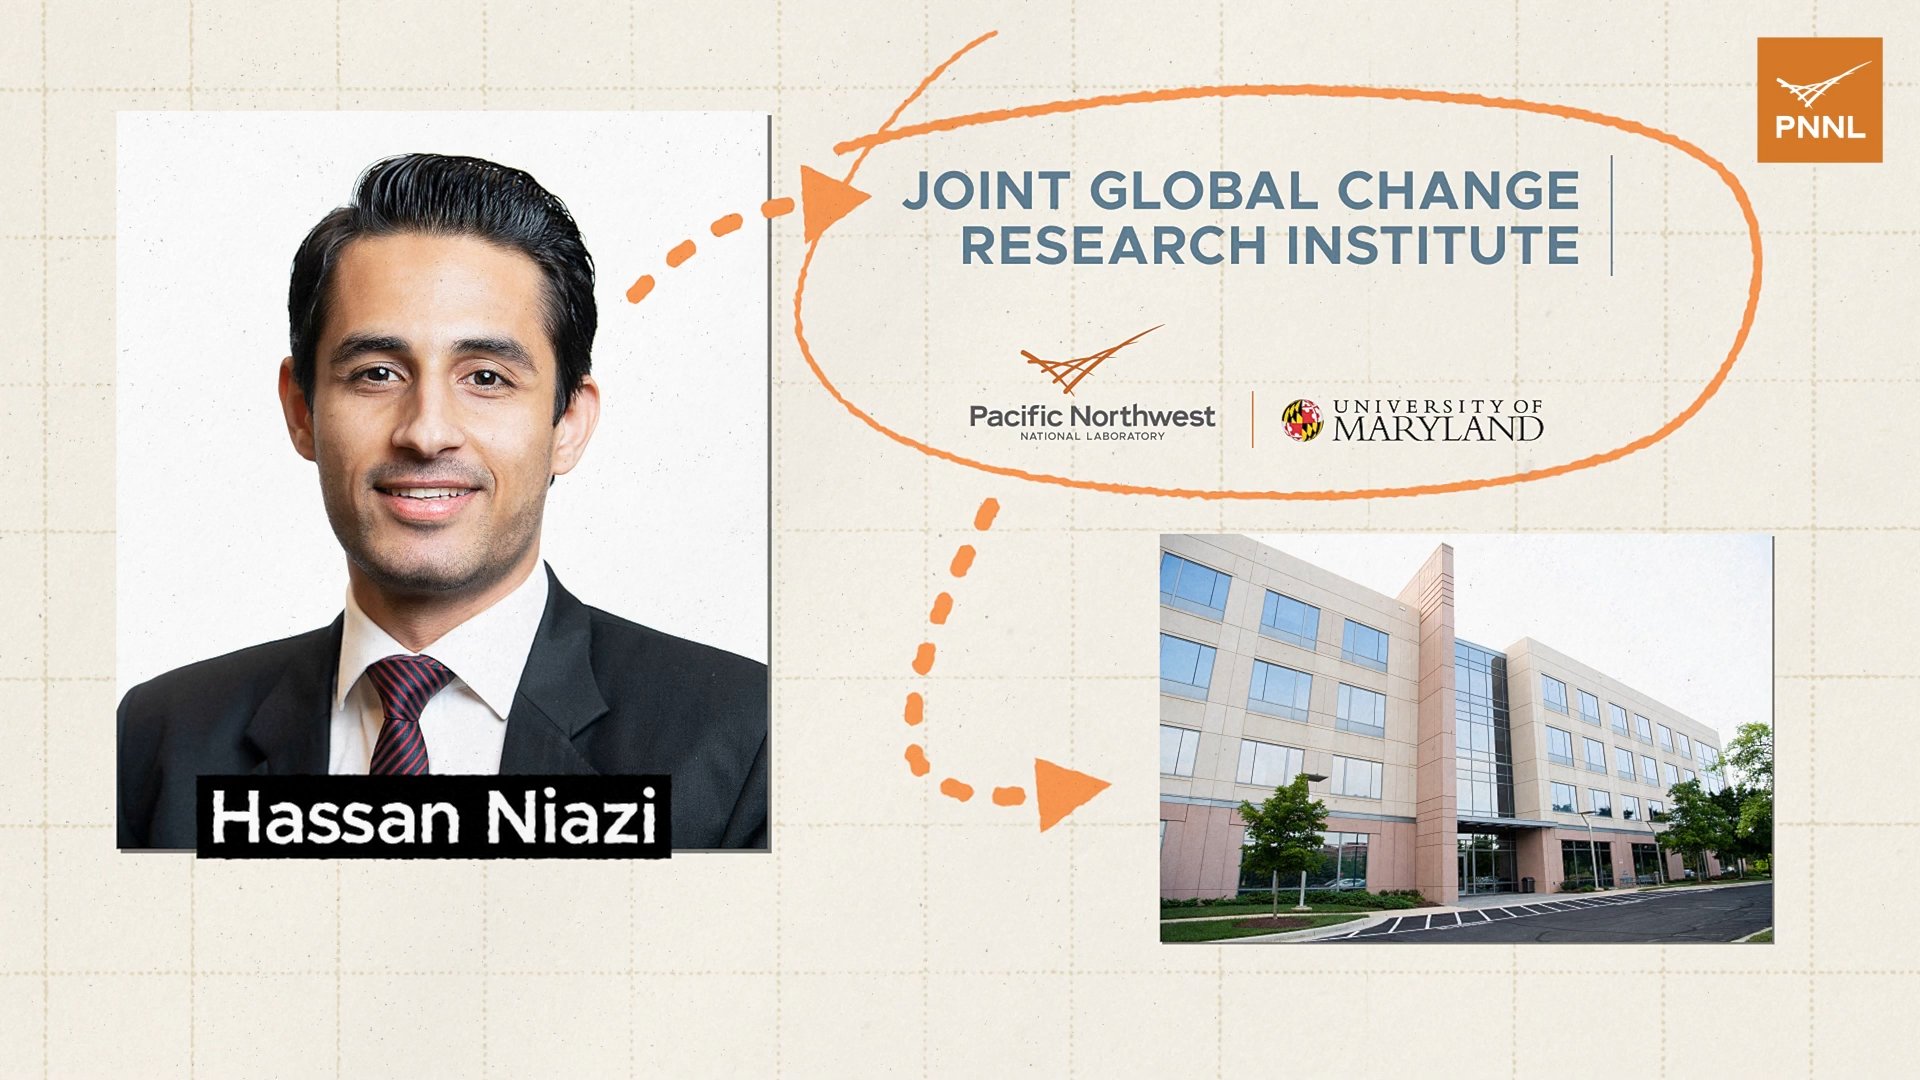 PNNL
JOINT GLOBAL CHANGE
RESEARCH INSTITUTE
Pacific Northwest
NATIONAL LABORATORY
UNIVERSITY OF
MARYLAND
Hassan Niazi